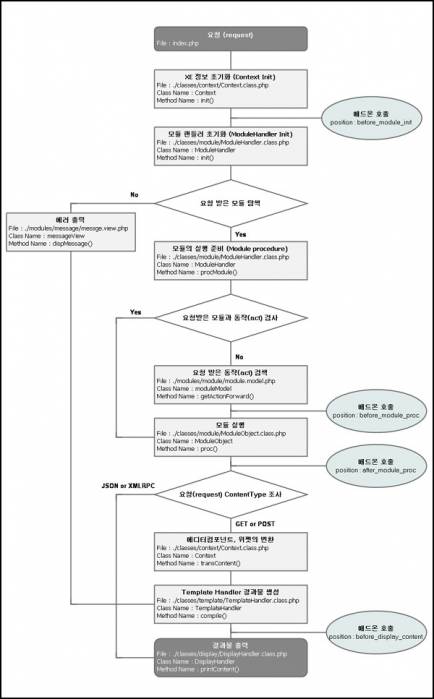 요청 (request)
File : index.php
XE 정보 초기화 (Context Init)
File : ./classes/context/Context.class.php
Class Name : Context
Method Name : init()
애드온 호출
position : before_module_init
모듈 핸들러 초기화 (ModuleHandler Init)
File : ./classes/module/ModuleHandler.class.php
Class Name : ModuleHandler
Method Name : init()
No
요청 받은 모듈 탐색
에러 출력
File : ./modules/message/messge.view.php
Class Name : messageView
Method Name : dispMessage()
Yes
모듈의 실행 준비 (Module procedure)
File : ./classes/module/ModuleHandler.class.php
Class Name : ModuleHandler
Method Name : procModule()
Yes
요청받은 모듈과 동작(act) 검사
No
요청 받은 동작(act) 검색
File : ./modules/module/module.model.php
Class Name : moduleModel
Method Name : getActionForward()
애드온 호출
position : before_module_proc
모듈 실행
File : ./classes/module/ModuleObject.class.php
Class Name : ModuleObject
Method Name : proc()
애드온 호출
position : after_module_proc
JSON or XMLRPC
요청(request) ContentType 조사
GET or POST
에디터컴포넌트, 위젯의 변환
File : ./classes/context/Context.class.php
Class Name : Context
Method Name : transContent()
Template Handler 결과물 생성
File : ./classes/template/TemplateHandler.class.php
Class Name : TemplateHandler
Method Name : compile()
애드온 호출
position : before_display_content
결과물 출력
File : ./classes/display/DisplayHandler.class.php
Class Name : DisplayHandler
Method Name : printContent()